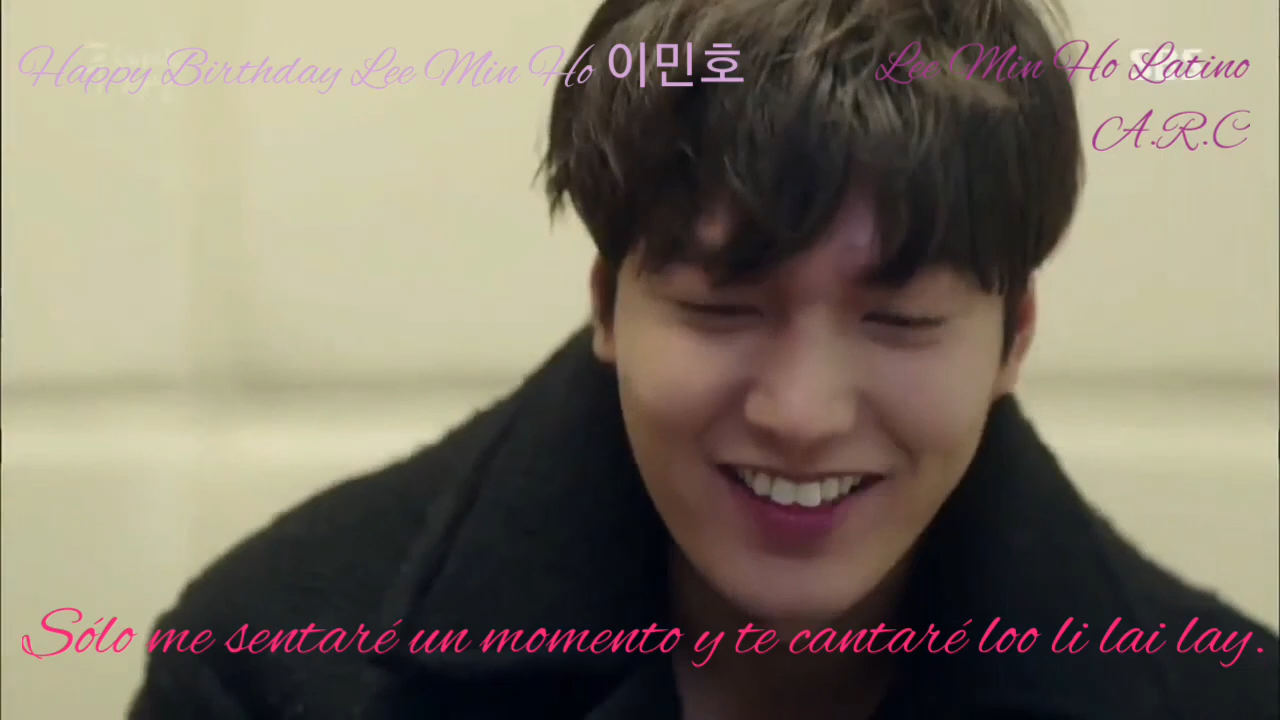 Happy Birthday Lee Min Ho 이민호
Lee Min Ho Latino
A.R.C
Sólo me sentaré un momento y te cantaré loo li lai lay.